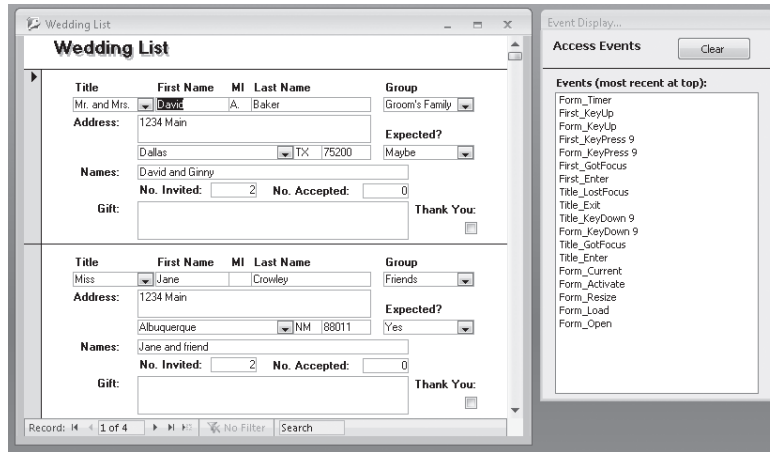 Wedding List
Wedding List
Title First Name MI Last Name Group
Mr. and Mrs. David A. Baker Groom's Family
Address: 1234 Main
Expected?
Dallas TX 75200 Maybe
Names: David and Ginny
No. Invited: 2 No. Accepted: 0
Gift: Thank You:
Title First Name MI Last Name Group
Miss Jane Crowley Friends
Address: 1234 Main
Expected?
Albuquerque NM 88011 Yes
Names: Jane and friend
No. Invited: 2 No. Accepted: 0
Gift: Thank You:
Record: 1 of 4 No Filter Search
Event Display...
Access Events Clear
Events (most recent at top):
Form_Timer
First_KeyUp
Form_KeyUp
First_KeyPress 9
Form_KeyPress 9
First_GotFocus
First_Enter
Title_LostFocus
Title_Exit
Title_KeyDown 9
Form_KeyDown 9
Title_GotFocus
Title_Enter
Form_Current
Form_Activate
Form_Resize
Form_Load
Form_Open